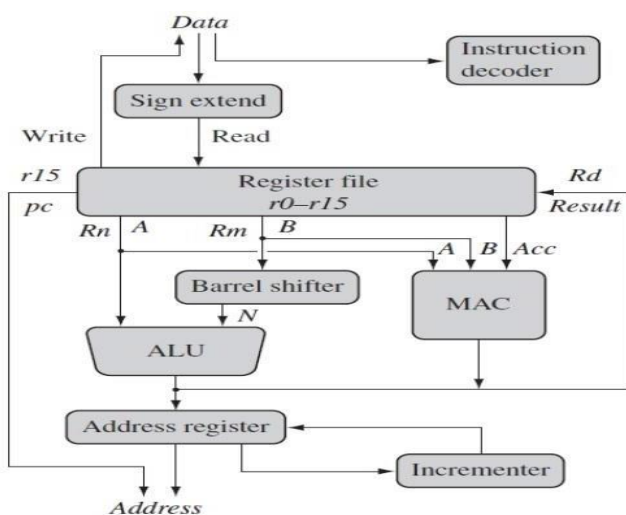 Data
Instruction
decoder
Sign extend
Write
Read
r15
pc
Register file
r0–r15
Rd
Result
Rn
A
Rm
B
A
B
Acc
Barrel shifter
MAC
N
ALU
Address register
Incrementer
Address